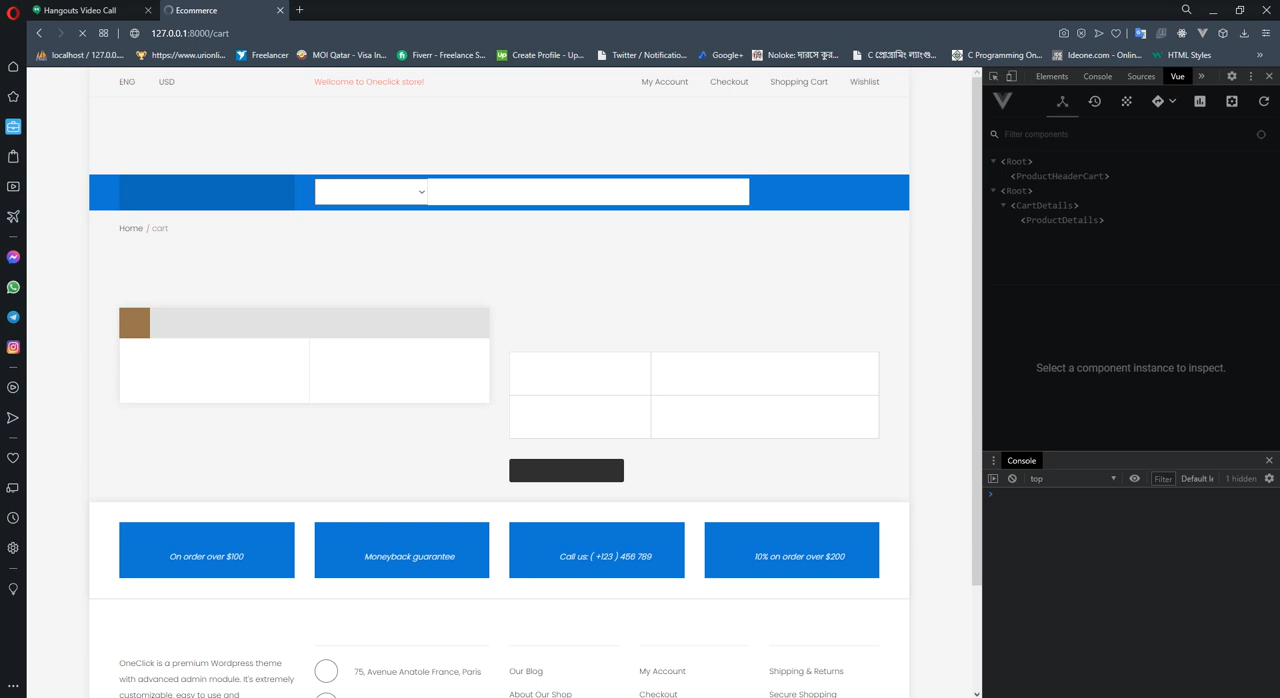 Hangouts Video Call
Ecommerce
127.0.0.1:8000/cart
localhost / 127.0.0....
https://www.urionli...
Freelancer
MOI Qatar - Visa In...
Fiverr - Freelance S...
Up
Create Profile - Up...
Twitter / Notificatio...
Google+
Noloke: দারসে কুর...
C প্রোগ্রামিং ল্যাংগু...
C Programming On...
Ideone.com - Onlin...
HTML Styles
ENG
USD
Wellcome to Oneclick store!
My Account
Checkout
Shopping Cart
Wishlist
Home / cart
On order over $100
Moneyback guarantee
Call us: ( +123 ) 456 789
10% on order over $200
OneClick is a premium Wordpress theme
with advanced admin module. It's extremely
customizable, easy to use and
75, Avenue Anatole France, Paris
Our Blog
About Our Shop
My Account
Checkout
Shipping & Returns
Secure Shopping
Elements
Console
Sources
Vue
Filter components
<Root>
<ProductHeaderCart>
<Root>
<CartDetails>
<ProductDetails>
Select a component instance to inspect.
Console
top
Filter
Default le
1 hidden